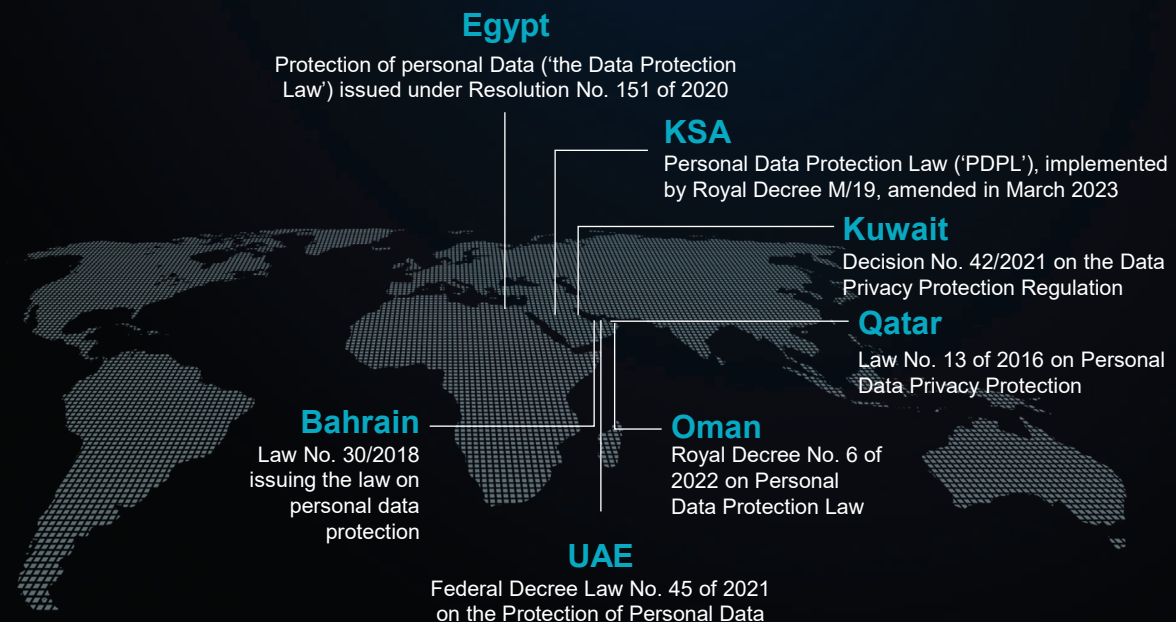 Egypt
Protection of personal Data (‘the Data Protection
Law’) issued under Resolution No. 151 of 2020
KSA
Personal Data Protection Law (‘PDPL’), implemented
by Royal Decree M/19, amended in March 2023
Kuwait
Decision No. 42/2021 on the Data
Privacy Protection Regulation
Qatar
Law No. 13 of 2016 on Personal
Data Privacy Protection
Bahrain
Law No. 30/2018
issuing the law on
personal data
protection
Oman
Royal Decree No. 6 of
2022 on Personal
Data Protection Law
UAE
Federal Decree Law No. 45 of 2021
on the Protection of Personal Data